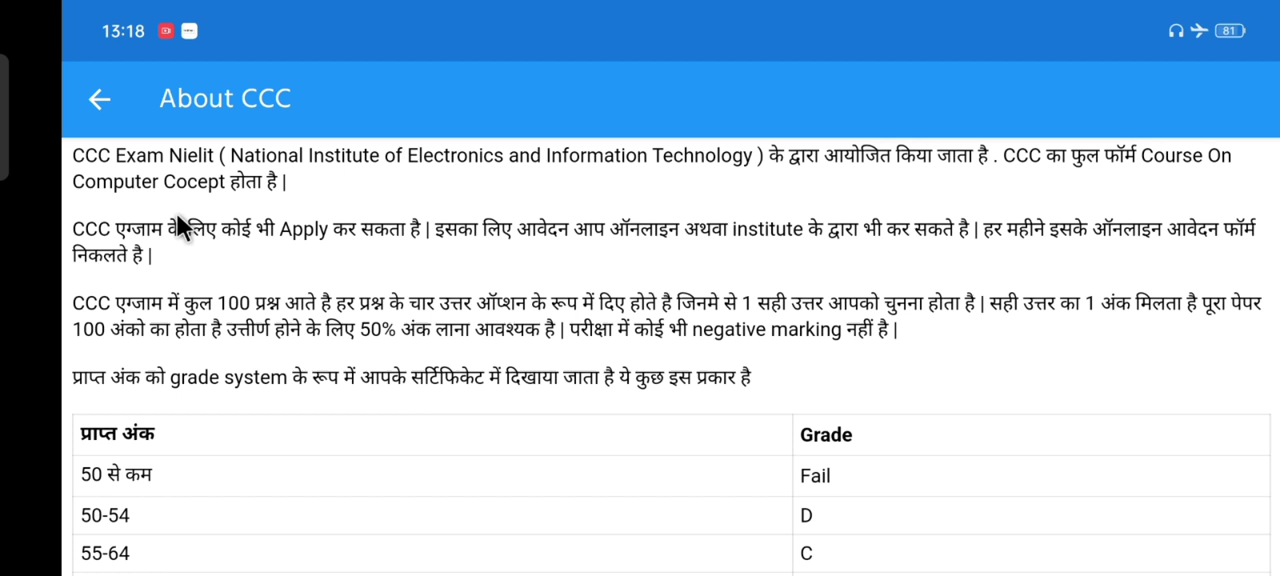 13:18
81
About CCC
CCC Exam Nielit ( National Institute of Electronics and Information Technology ) के द्वारा आयोजित किया जाता है . CCC का फुल फॉर्म Course On
Computer Cocept होता है |
CCC एग्जाम के लिए कोई भी Apply कर सकता है | इसका लिए आवेदन आप ऑनलाइन अथवा institute के द्वारा भी कर सकते है | हर महीने इसके ऑनलाइन आवेदन फॉर्म
निकलते है |
CCC एग्जाम में कुल 100 प्रश्न आते है हर प्रश्न के चार उत्तर ऑप्शन के रूप में दिए होते है जिनमे से 1 सही उत्तर आपको चुनना होता है | सही उत्तर का 1 अंक मिलता है पूरा पेपर
100 अंको का होता है उत्तीर्ण होने के लिए 50% अंक लाना आवश्यक है | परीक्षा में कोई भी negative marking नहीं है |
प्राप्त अंक को grade system के रूप में आपके सर्टिफिकेट में दिखाया जाता है ये कुछ इस प्रकार है
प्राप्त अंक Grade
50 से कम Fail
50-54 D
55-64 C